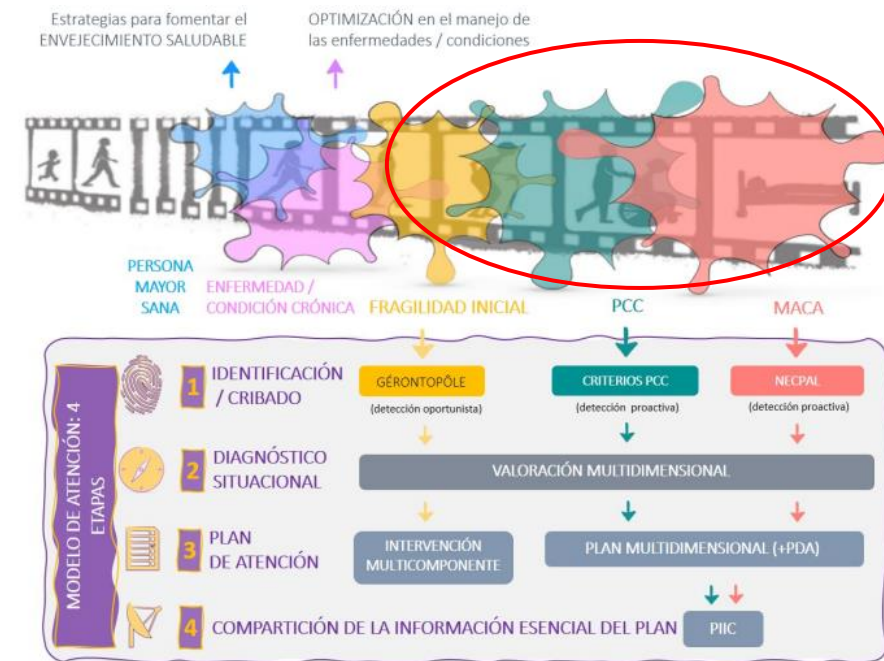 Estrategias para fomentar el
ENVEJECIMIENTO SALUDABLE
OPTIMIZACIÓN en el manejo de
las enfermedades / condiciones
PERSONA
MAYOR
SANA
ENFERMEDAD /
CONDICIÓN CRÓNICA
FRAGILIDAD INICIAL
PCC
MACA
MODELO DE ATENCIÓN: 4
ETAPAS
1 IDENTIFICACIÓN
/ CRIBADO
GÉRONTOPÔLE
(detección oportunista)
CRITERIOS PCC
(detección proactiva)
NECPAL
(detección proactiva)
2 DIAGNÓSTICO
SITUACIONAL
VALORACIÓN MULTIDIMENSIONAL
3 PLAN
DE ATENCIÓN
INTERVENCIÓN
MULTICOMPONENTE
PLAN MULTIDIMENSIONAL (+PDA)
4 COMPARTICIÓN DE LA INFORMACIÓN ESENCIAL DEL PLAN
PIIC